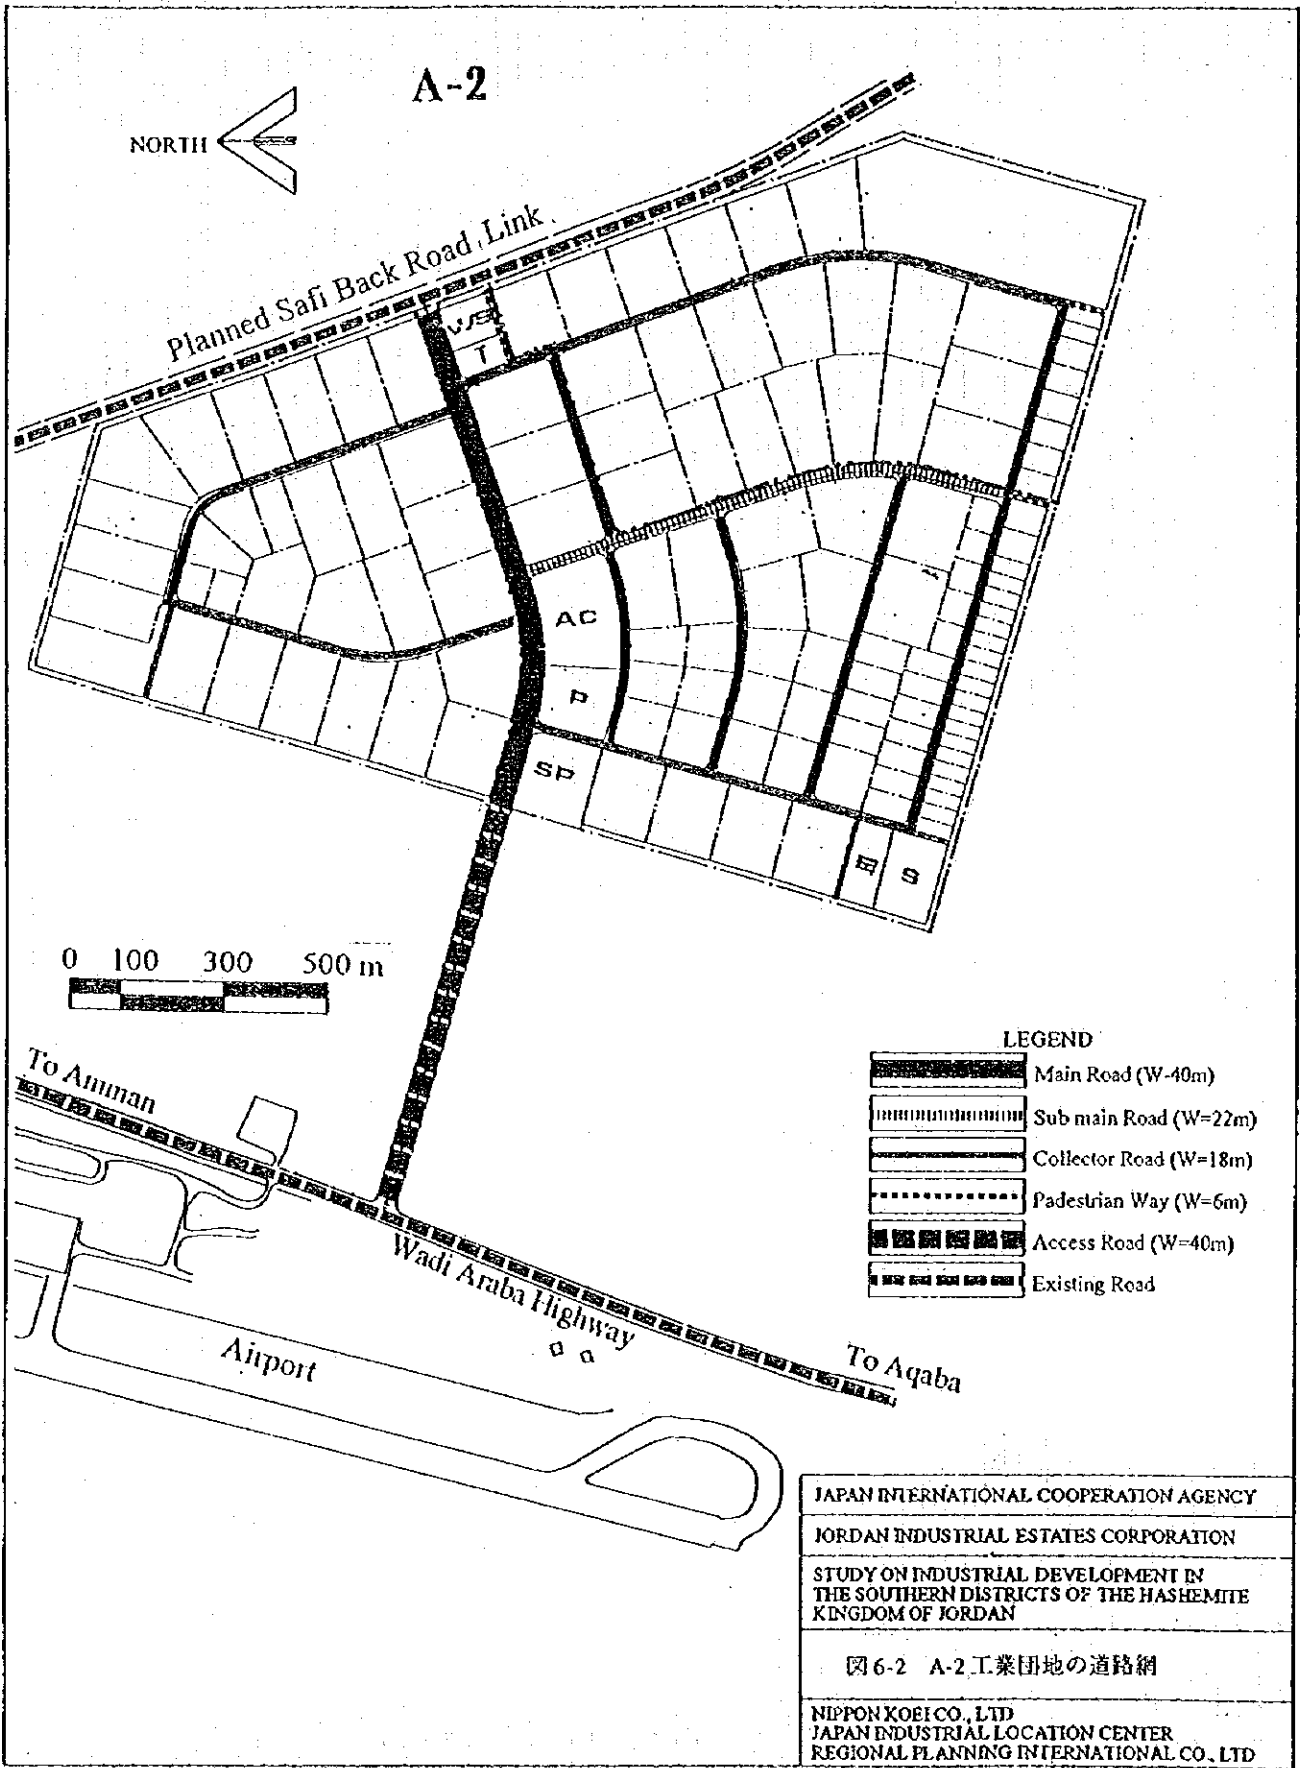 A-2
NORTH
Planned Safi Back Road Link
WS
T
AC
P
SP
E
S
0 100 300 500 m
To Amman
Wadi Araba Highway
Airport
To Aqaba
LEGEND
Main Road (W-40m)
Sub main Road (W=22m)
Collector Road (W=18m)
Padestrian Way (W=6m)
Access Road (W=40m)
Existing Road
JAPAN INTERNATIONAL COOPERATION AGENCY
JORDAN INDUSTRIAL ESTATES CORPORATION
STUDY ON INDUSTRIAL DEVELOPMENT IN
THE SOUTHERN DISTRICTS OF THE HASHEMITE
KINGDOM OF JORDAN
図6-2 A-2工業団地の道路網
NIPPON KOEI CO., LTD
JAPAN INDUSTRIAL LOCATION CENTER
REGIONAL PLANNING INTERNATIONAL CO., LTD